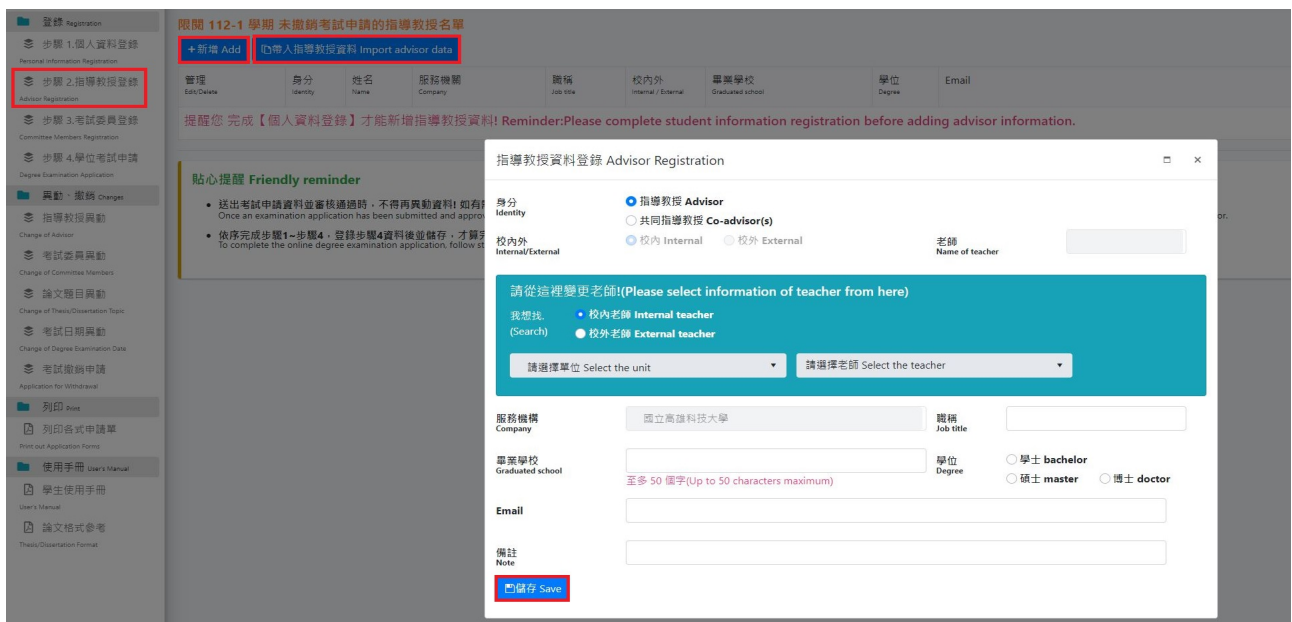 登錄 Registration
步驟 1.個人資料登錄
Personal Information Registration
步驟 2.指導教授登錄
Advisor Registration
步驟 3.考試委員登錄
Committee Members Registration
步驟 4.學位考試申請
Degree Examination Application
異動、撤銷 Changes
指導教授異動
Change of Advisor
考試委員異動
Change of Committee Members
論文題目異動
Change of Thesis/Dissertation Topic
考試日期異動
Change of Degree Examination Date
考試撤銷申請
Application for Withdrawal
列印 Print
列印各式申請單
Print out Application Forms
使用手冊 User's Manual
學生使用手冊
User's Manual
論文格式參考
Thesis/Dissertation Format
限閱 112-1 學期 未撤銷考試申請的指導教授名單
+新增 Add 帶入指導教授資料 Import advisor data
管理 身分 姓名 服務機關 職稱 校內外 畢業學校 學位 Email
Edit/Delete Identity Name Company Job title Internal / External Graduated school Degree
提醒您 完成【個人資料登錄】才能新增指導教授資料! Reminder:Please complete student information registration before adding advisor information.
貼心提醒 Friendly reminder
送出考試申請資料並審核通過時，不得再異動資料! 如有
Once an examination application has been submitted and approv
or.
依序完成步驟1~步驟4，登錄步驟4資料後並儲存，才算完
To complete the online degree examination application, follow st
指導教授資料登錄 Advisor Registration
身分 指導教授 Advisor
Identity
共同指導教授 Co-advisor(s)
校內外 校內 Internal 校外 External 老師
Internal/External Name of teacher
請從這裡變更老師!(Please select information of teacher from here)
我想找. 校內老師 Internal teacher
(Search) 校外老師 External teacher
請選擇單位 Select the unit 請選擇老師 Select the teacher
服務機構 國立高雄科技大學 職稱
Company Job title
畢業學校 學位 學士 bachelor
Graduated school Degree
至多 50 個字(Up to 50 characters maximum) 碩士 master 博士 doctor
Email
備註
Note
儲存 Save